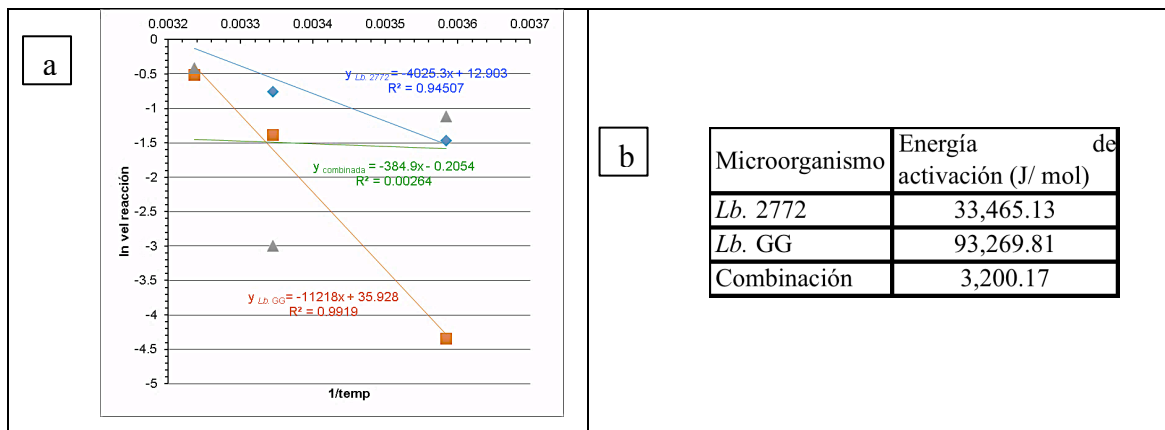 a
0.0032 0.0033 0.0034 0.0035 0.0036 0.0037
0
-0.5
-1
-1.5
-2
-2.5
-3
-3.5
-4
-4.5
-5
ln vel reacción
y Lb. 2772 = -4025.3x + 12.903
R² = 0.94507
y combinada = -384.9x - 0.2054
R² = 0.00264
y Lb. GG = -11218x + 35.928
R² = 0.9919
1/temp
b
Microorganismo Energía de
activación (J/ mol)
Lb. 2772 33,465.13
Lb. GG 93,269.81
Combinación 3,200.17